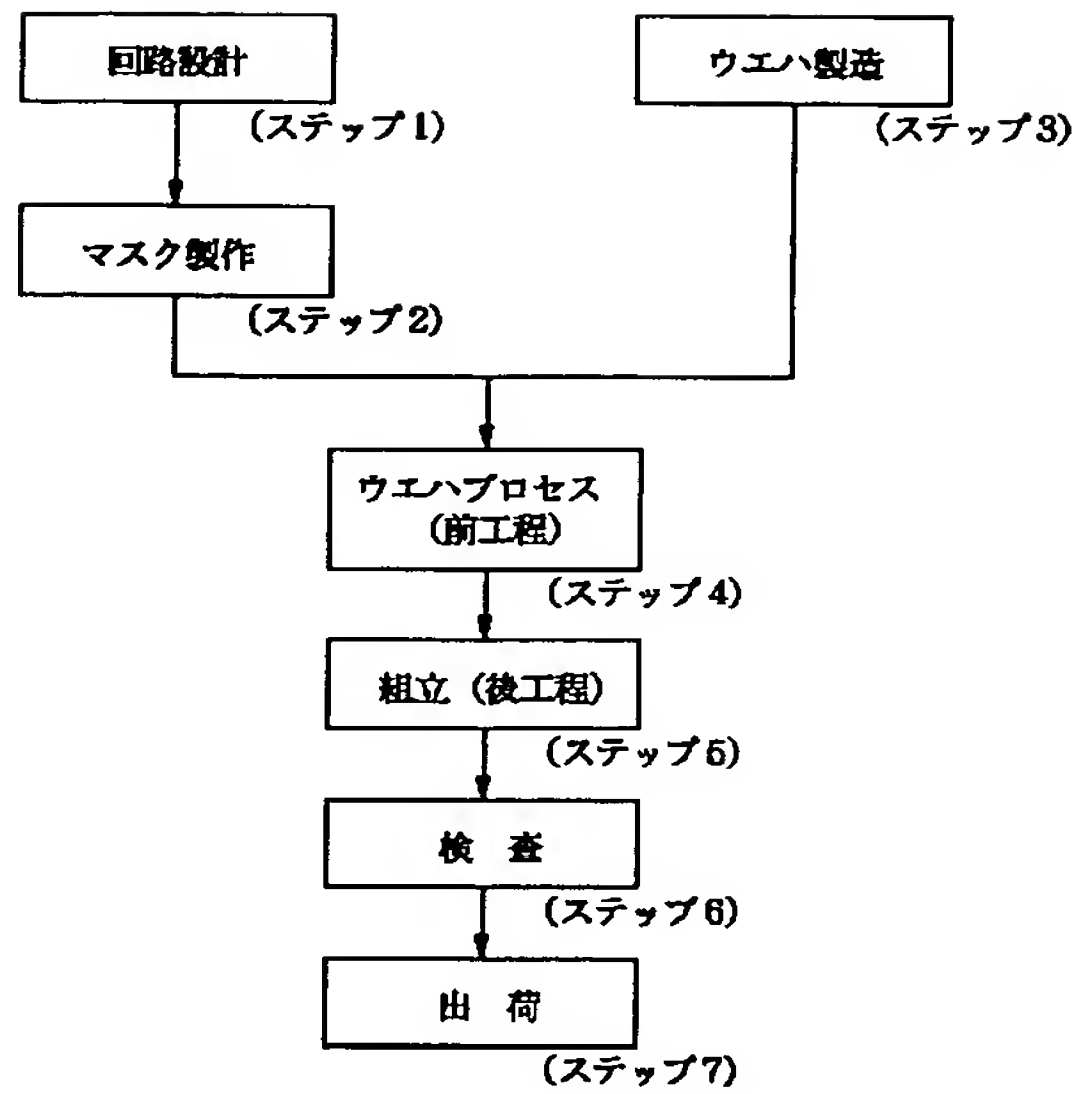 回路設計
(ステップ1)
ウエハ製造
(ステップ3)
マスク製作
(ステップ2)
ウエハプロセス
(前工程)
(ステップ4)
組立(後工程)
(ステップ5)
検 査
(ステップ6)
出 荷
(ステップ7)